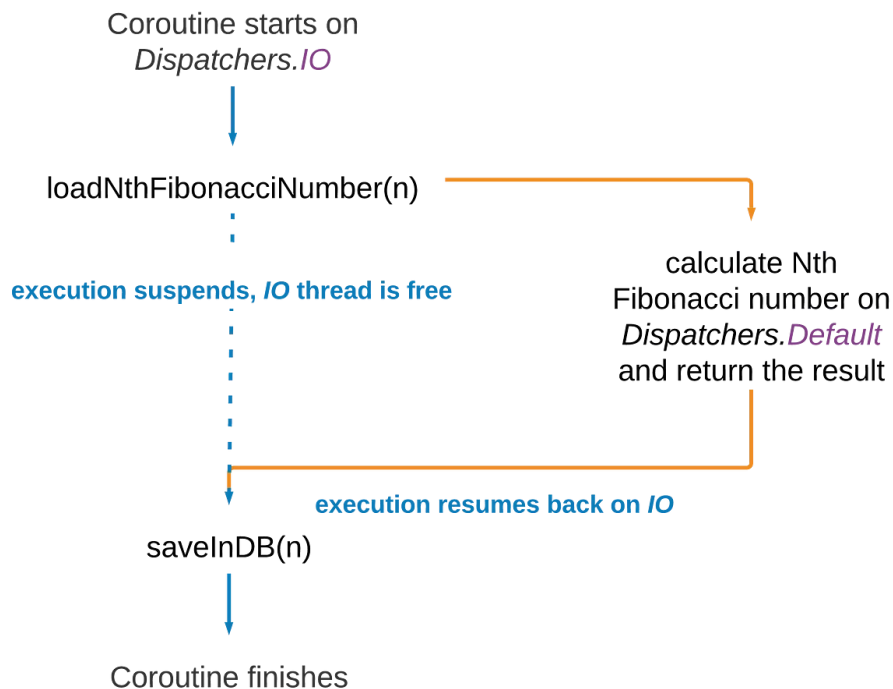 Coroutine starts on
Dispatchers.IO
loadNthFibonacciNumber(n)
execution suspends, IO thread is free
calculate Nth
Fibonacci number on
Dispatchers.Default
and return the result
execution resumes back on IO
saveInDB(n)
Coroutine finishes